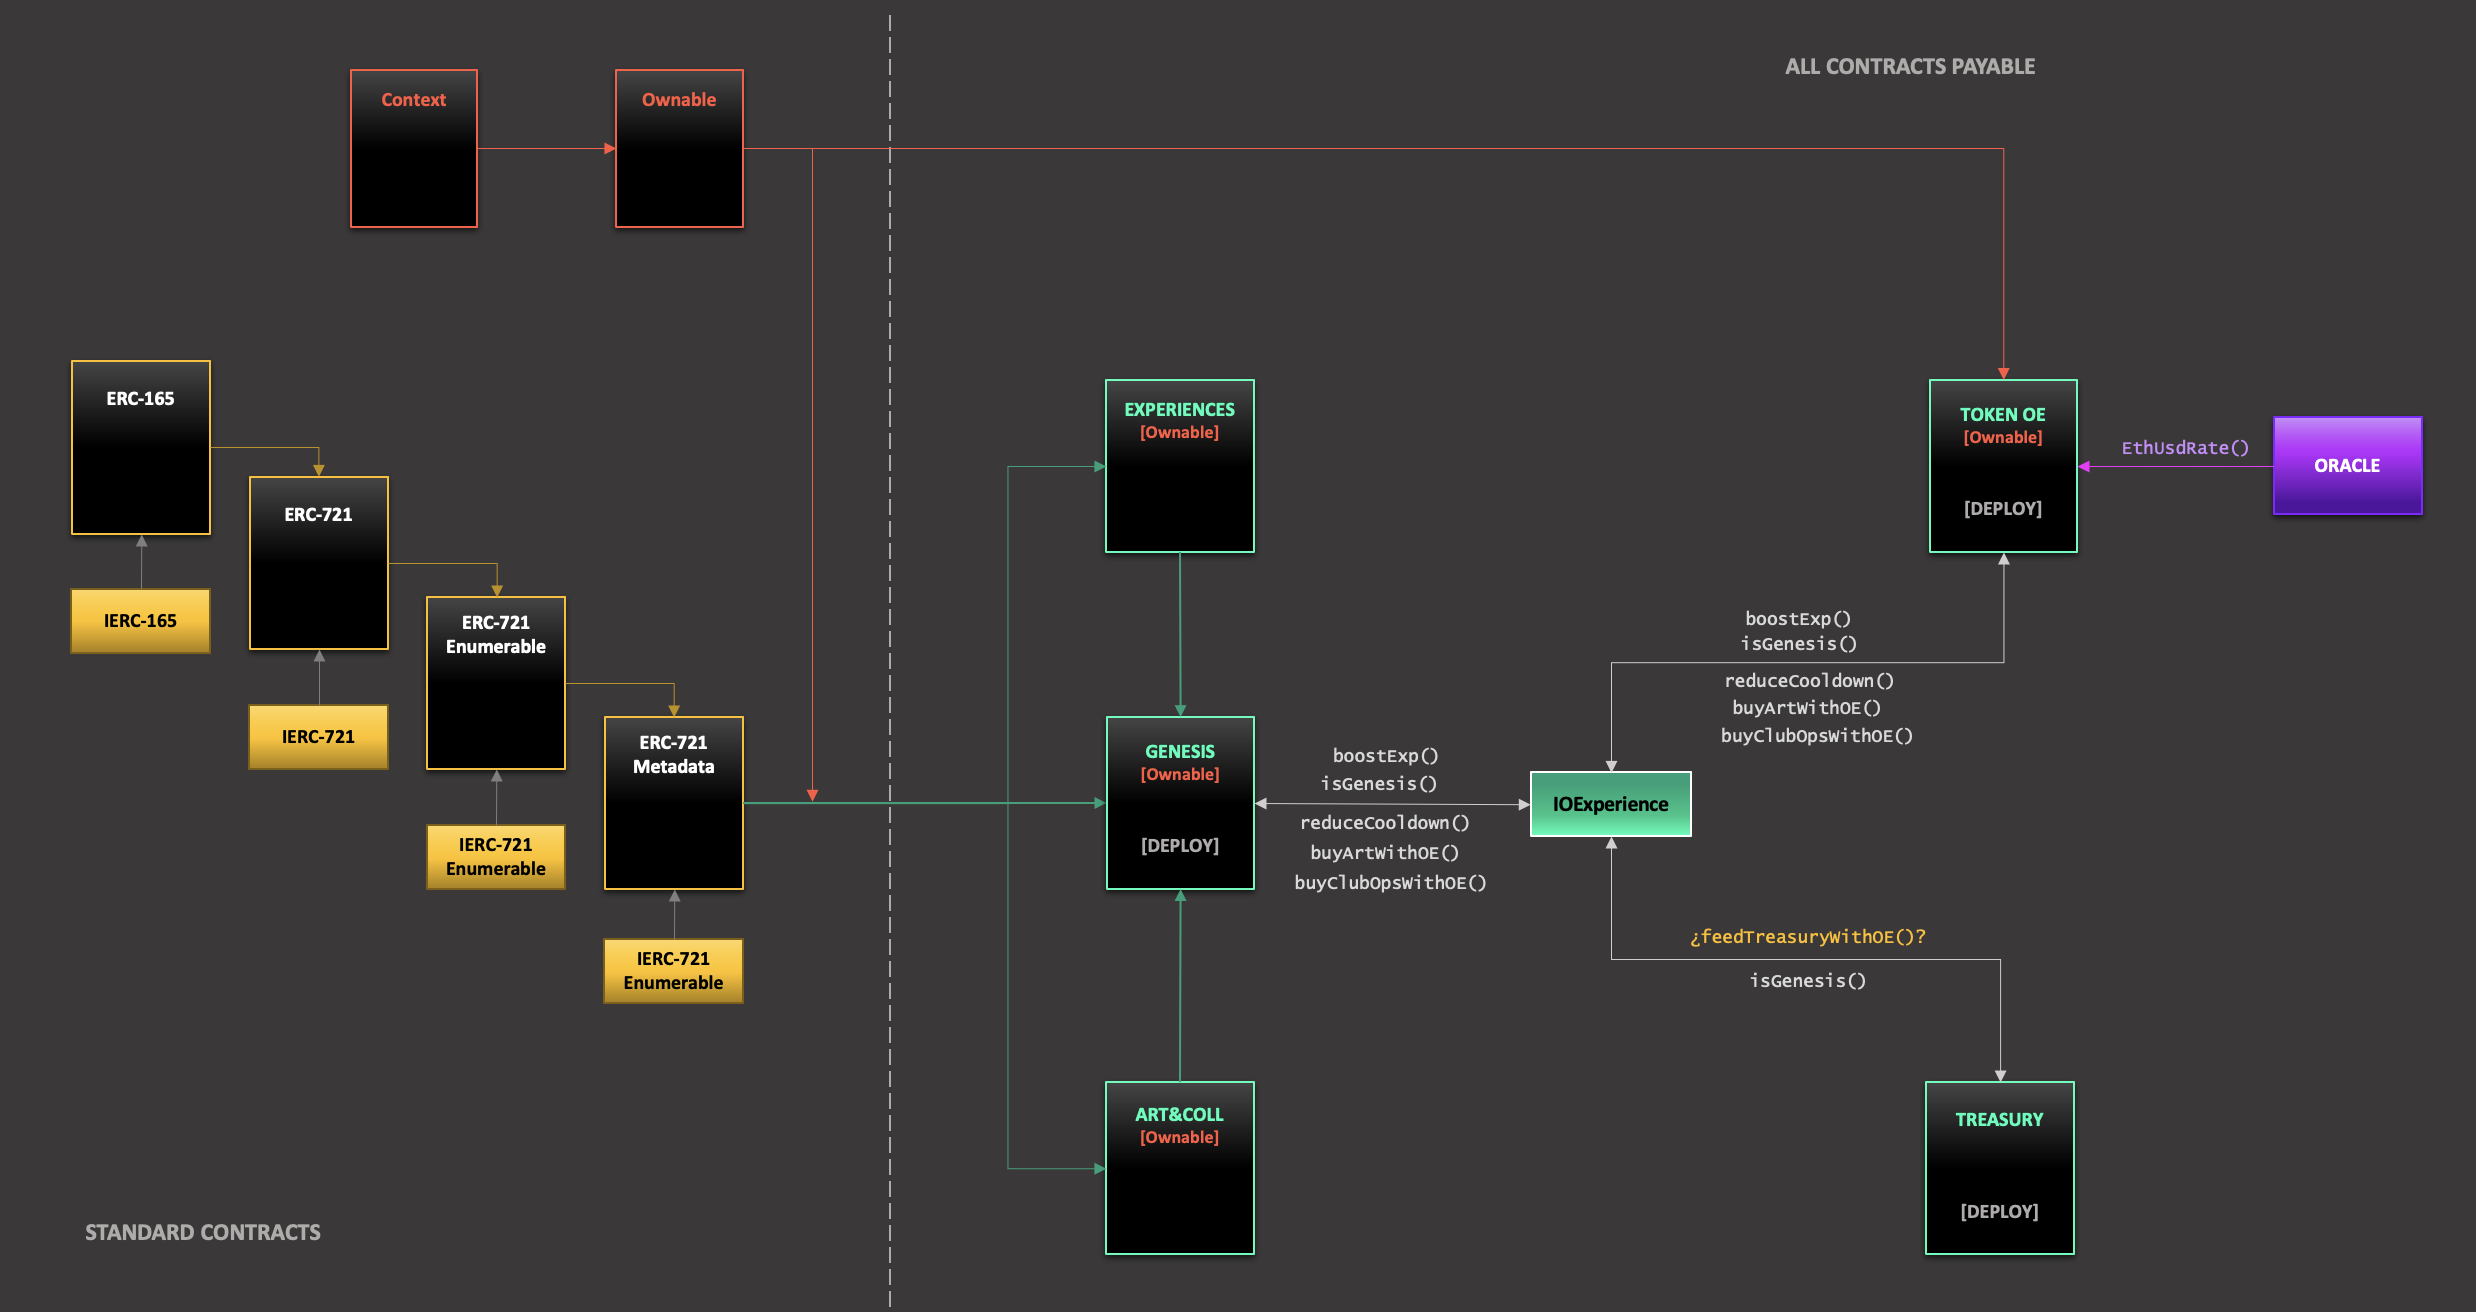 ALL CONTRACTS PAYABLE
Context
Ownable
ERC-165
IERC-165
ERC-721
IERC-721
ERC-721
Enumerable
IERC-721
Enumerable
ERC-721
Metadata
IERC-721
Enumerable
STANDARD CONTRACTS
EXPERIENCES
[Ownable]
GENESIS
[Ownable]
[DEPLOY]
ART&COLL
[Ownable]
boostExp()
isGenesis()
reduceCooldown()
buyArtWithOE()
buyClubOpsWithOE()
IOExperience
boostExp()
isGenesis()
reduceCooldown()
buyArtWithOE()
buyClubOpsWithOE()
TOKEN OE
[Ownable]
[DEPLOY]
EthUsdRate()
ORACLE
¿feedTreasuryWithOE()?
isGenesis()
TREASURY
[DEPLOY]